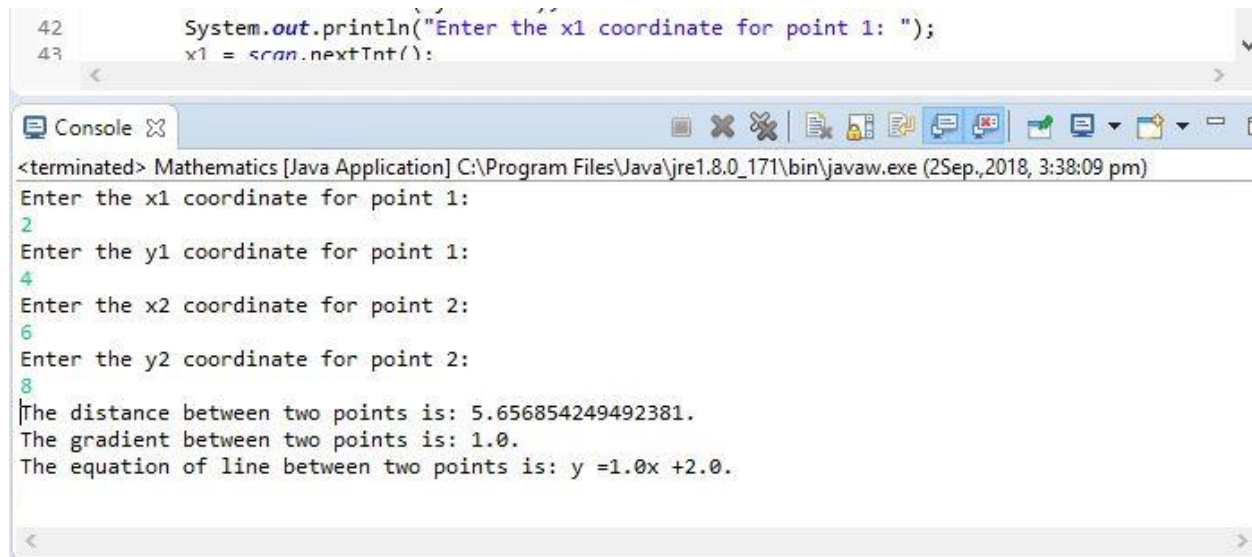 42 System.out.println("Enter the x1 coordinate for point 1: ");
43 x1 = scan.nextInt();
Console
<terminated> Mathematics [Java Application] C:\Program Files\Java\jre1.8.0_171\bin\javaw.exe (2Sep.,2018, 3:38:09 pm)
Enter the x1 coordinate for point 1:
2
Enter the y1 coordinate for point 1:
4
Enter the x2 coordinate for point 2:
6
Enter the y2 coordinate for point 2:
8
The distance between two points is: 5.656854249492381.
The gradient between two points is: 1.0.
The equation of line between two points is: y =1.0x +2.0.